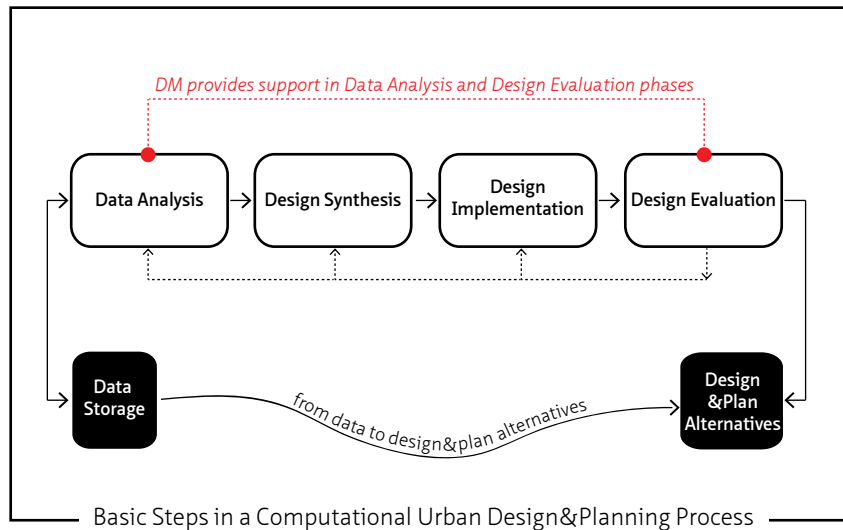 DM provides support in Data Analysis and Design Evaluation phases
Data Analysis
Design Synthesis
Design
Implementation
Design Evaluation
Data
Storage
from data to design&plan alternatives
Design
&Plan
Alternatives
Basic Steps in a Computational Urban Design&Planning Process